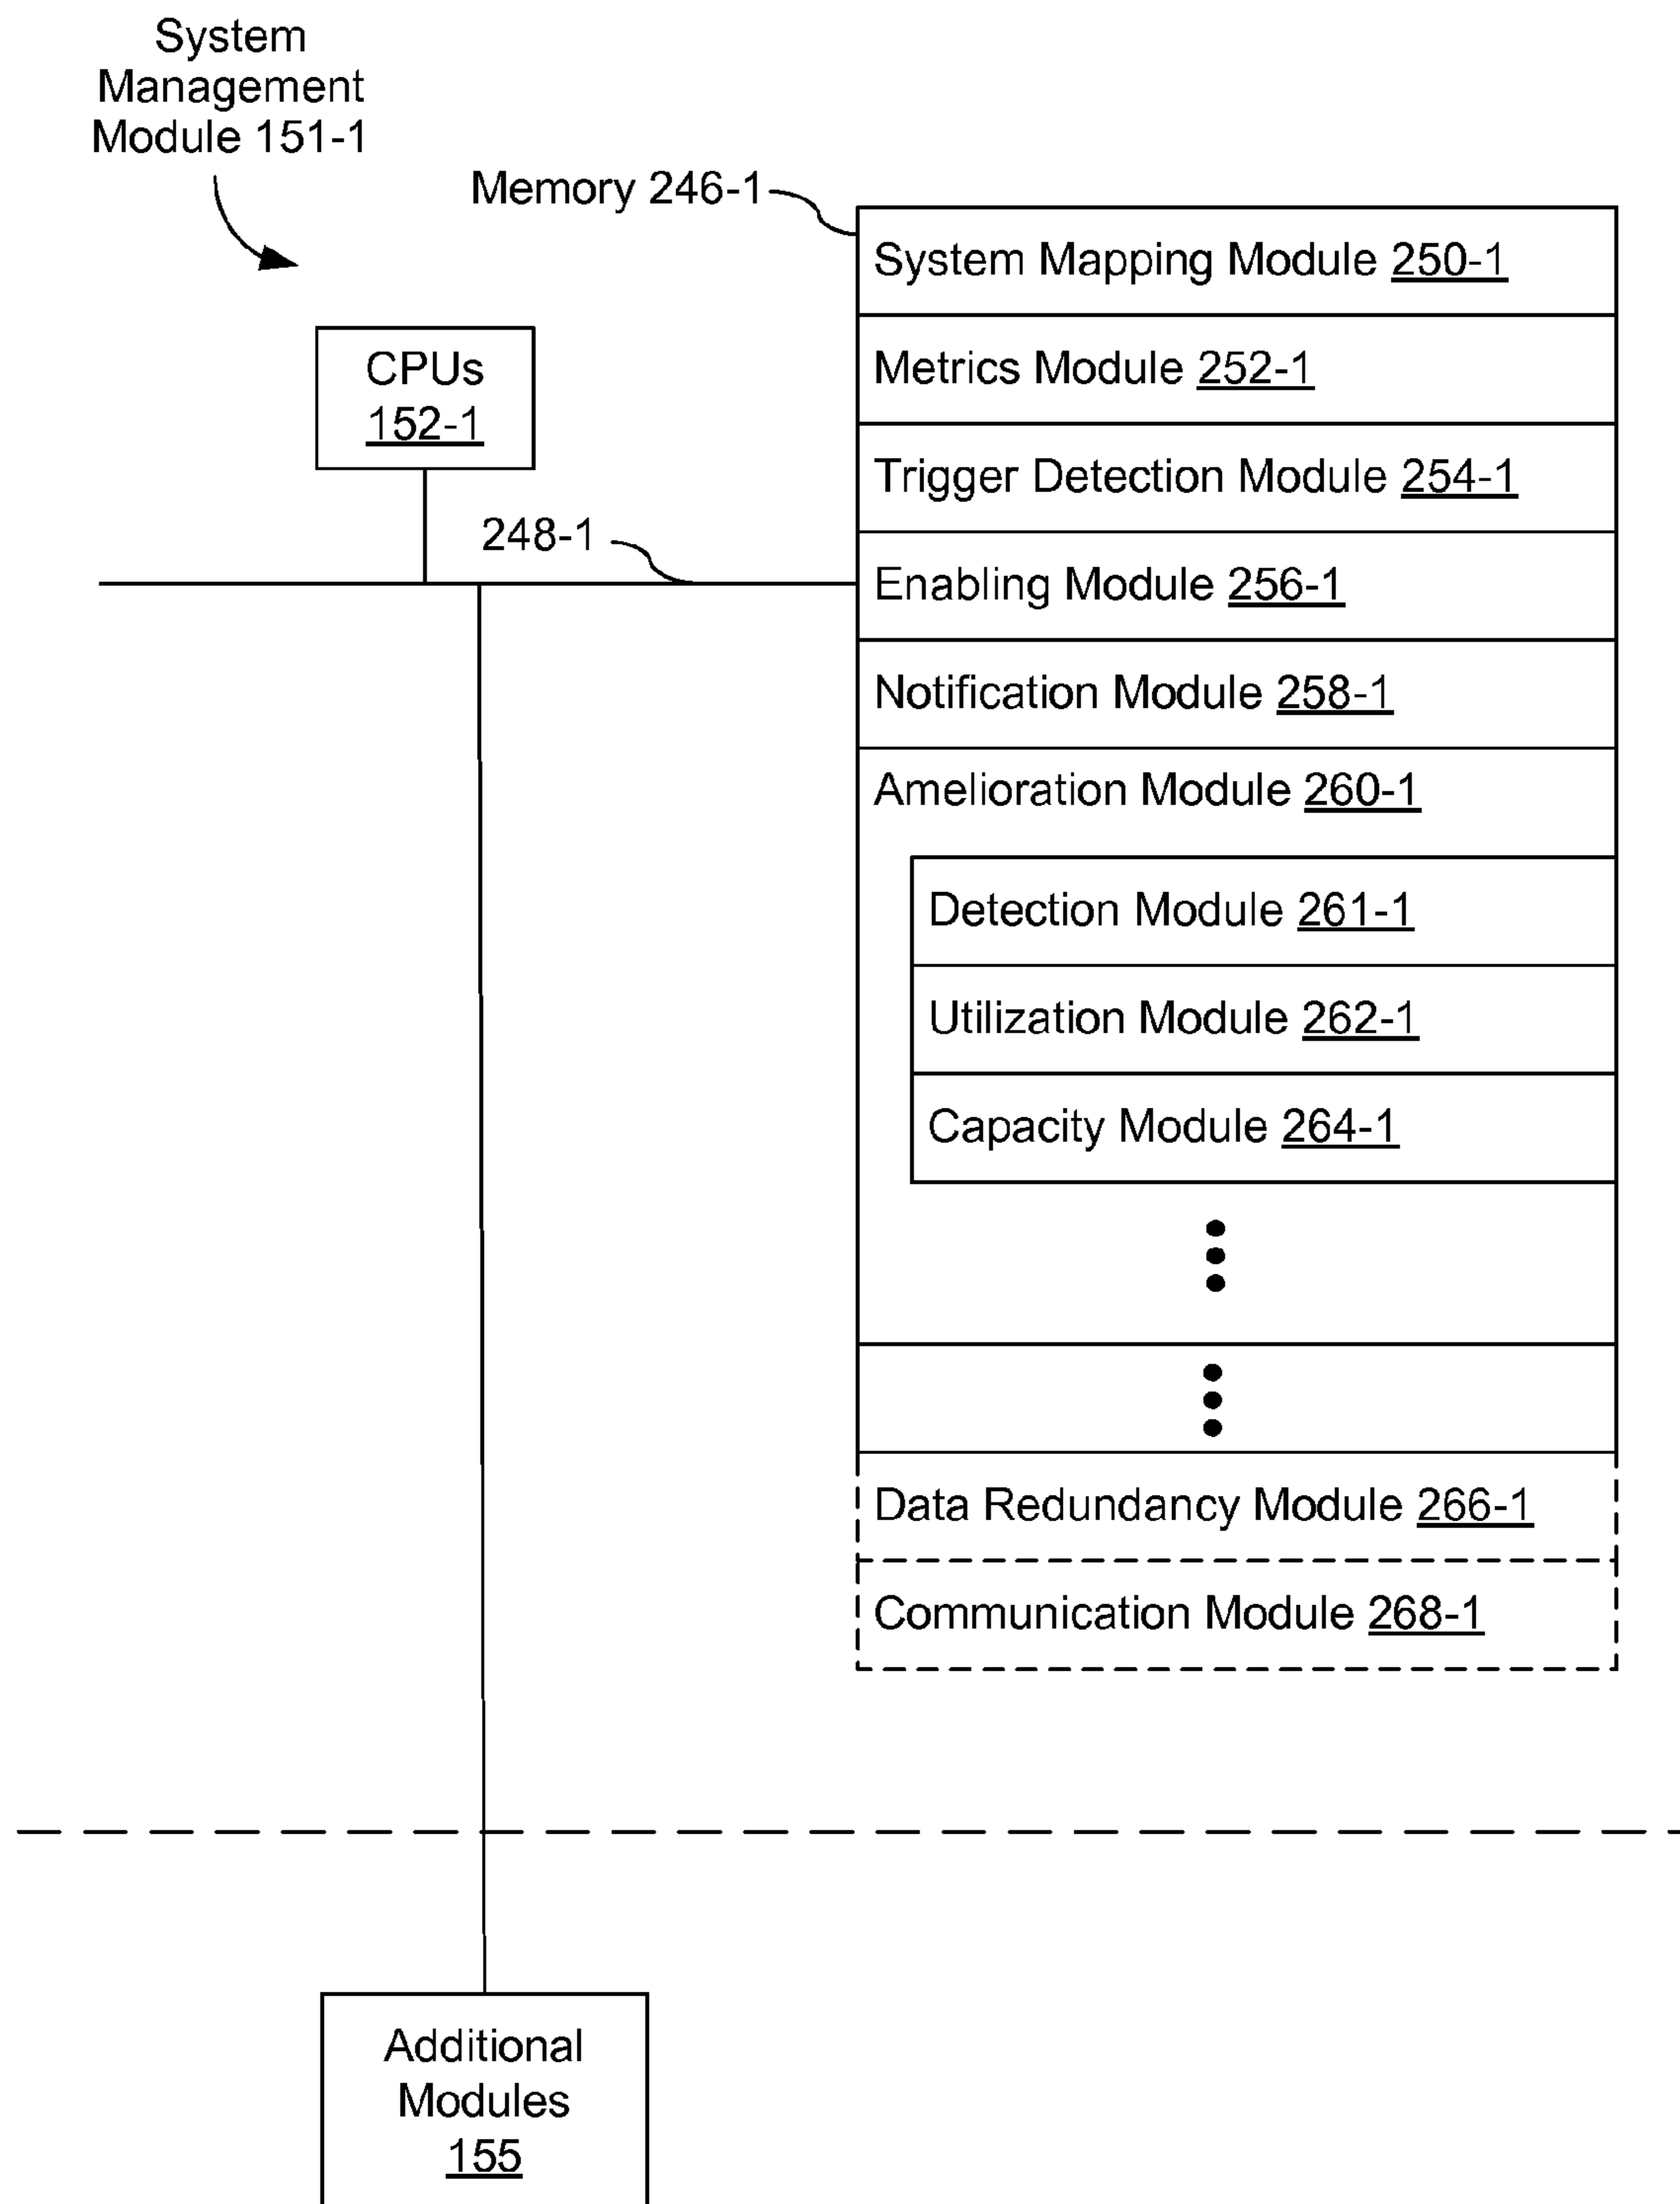 System
Management
Module 151-1
Memory 246-1
System Mapping Module 250-1
CPUs
152-1
Metrics Module 252-1
Trigger Detection Module 254-1
248-1
Enabling Module 256-1
Notification Module 258-1
Amelioration Module 260-1
Detection Module 261-1
Utilization Module 262-1
Capacity Module 264-1
Data Redundancy Module 266-1
Communication Module 268-1
Additional
Modules
155